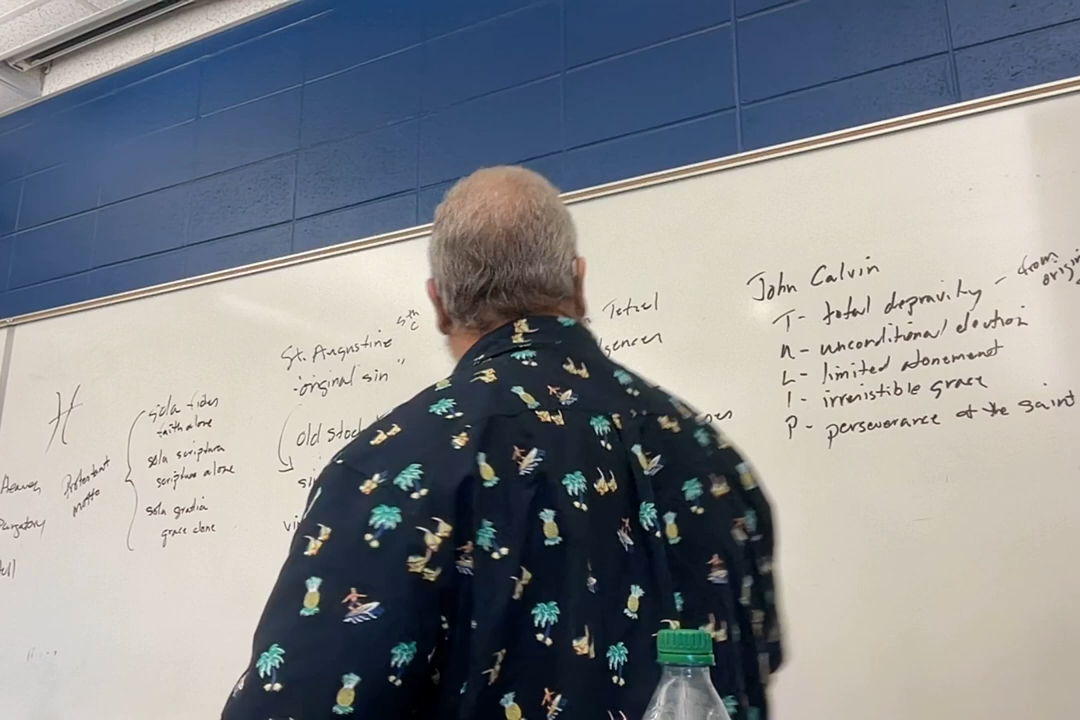 Heaven
Purgatory
Protestant
motto
sola fides
faith alone
sola scriptura
scripture alone
sola gratia
grace alone
St. Augustine 5th c
- "original sin"
Old Stock
Tetzel
John Calvin
T- total depravity - from
original
U- unconditional election
L- limited atonement
I- irresistible grace
P- perseverance of the saint